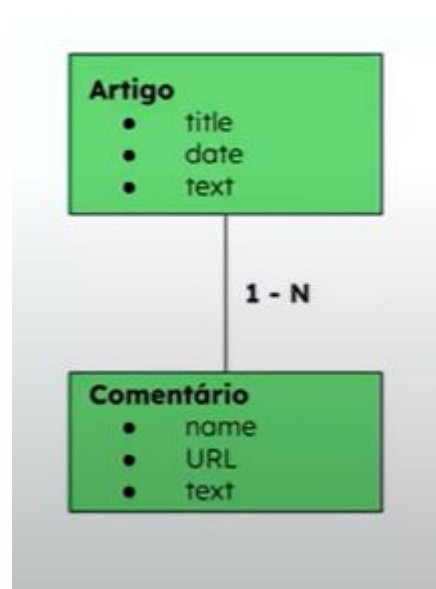 Artigo
● title
● date
● text
1 - N
Comentário
● name
● URL
● text